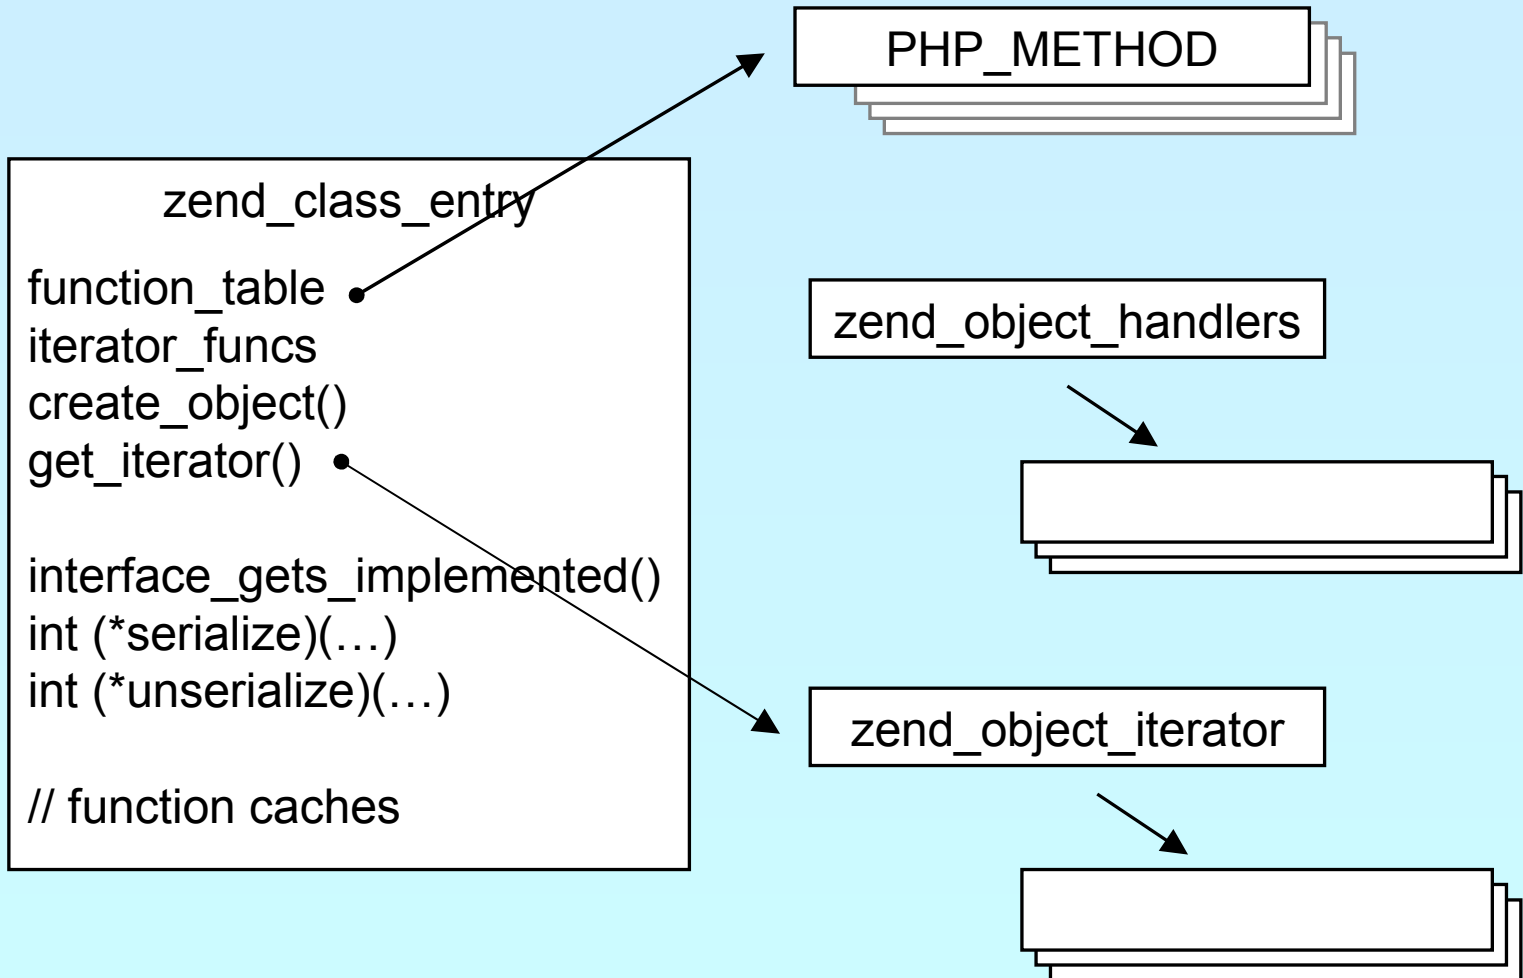 PHP_METHOD
zend_class_entry
function_table
iterator_funcs
create_object()
get_iterator()
interface_gets_implemented()
int (*serialize)(…)
int (*unserialize)(…)
// function caches
zend_object_handlers
zend_object_iterator